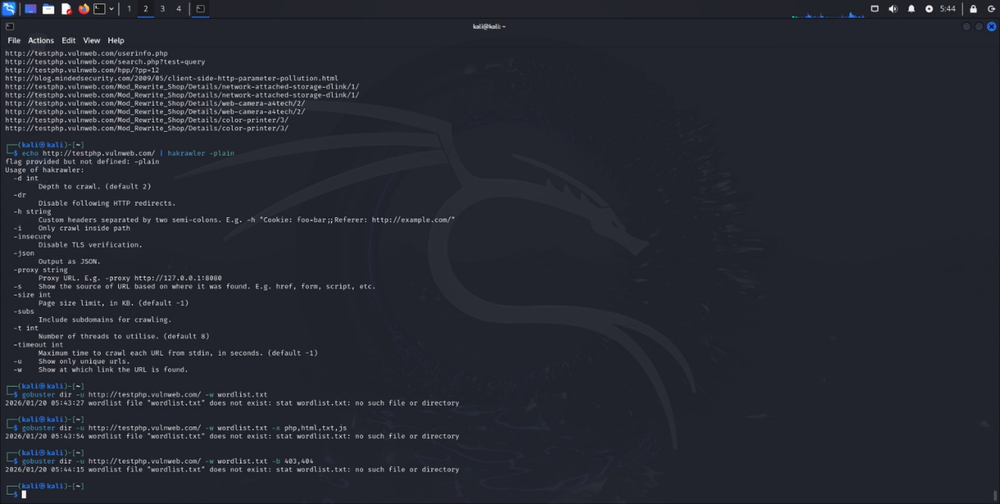 1 2 3 4
5:44
kali@kali: ~
File Actions Edit View Help
http://testphp.vulnweb.com/userinfo.php
http://testphp.vulnweb.com/search.php?test=query
http://testphp.vulnweb.com/hpp/?pp=12
http://blog.mindedsecurity.com/2009/05/client-side-http-parameter-pollution.html
http://testphp.vulnweb.com/Mod_Rewrite_Shop/Details/network-attached-storage-dlink/1/
http://testphp.vulnweb.com/Mod_Rewrite_Shop/Details/network-attached-storage-dlink/1/
http://testphp.vulnweb.com/Mod_Rewrite_Shop/Details/web-camera-a4tech/2/
http://testphp.vulnweb.com/Mod_Rewrite_Shop/Details/web-camera-a4tech/2/
http://testphp.vulnweb.com/Mod_Rewrite_Shop/Details/color-printer/3/
http://testphp.vulnweb.com/Mod_Rewrite_Shop/Details/color-printer/3/
┌──(kali㉿kali)-[~]
└─$ echo http://testphp.vulnweb.com/ | hakrawler -plain
flag provided but not defined: -plain
Usage of hakrawler:
  -d int
        Depth to crawl. (default 2)
  -dr
        Disable following HTTP redirects.
  -h string
        Custom headers separated by two semi-colons. E.g. -h "Cookie: foo=bar;;Referer: http://example.com/"
  -i    Only crawl inside path
  -insecure
        Disable TLS verification.
  -json
        Output as JSON.
  -proxy string
        Proxy URL. E.g. -proxy http://127.0.0.1:8080
  -s    Show the source of URL based on where it was found. E.g. href, form, script, etc.
  -size int
        Page size limit, in KB. (default -1)
  -subs
        Include subdomains for crawling.
  -t int
        Number of threads to utilise. (default 8)
  -timeout int
        Maximum time to crawl each URL from stdin, in seconds. (default -1)
  -u    Show only unique urls.
  -w    Show at which link the URL is found.
┌──(kali㉿kali)-[~]
└─$ gobuster dir -u http://testphp.vulnweb.com/ -w wordlist.txt
2026/01/20 05:43:27 wordlist file "wordlist.txt" does not exist: stat wordlist.txt: no such file or directory
┌──(kali㉿kali)-[~]
└─$ gobuster dir -u http://testphp.vulnweb.com/ -w wordlist.txt -x php,html,txt,js
2026/01/20 05:43:54 wordlist file "wordlist.txt" does not exist: stat wordlist.txt: no such file or directory
┌──(kali㉿kali)-[~]
└─$ gobuster dir -u http://testphp.vulnweb.com/ -w wordlist.txt -b 403,404
2026/01/20 05:44:15 wordlist file "wordlist.txt" does not exist: stat wordlist.txt: no such file or directory
┌──(kali㉿kali)-[~]
└─$